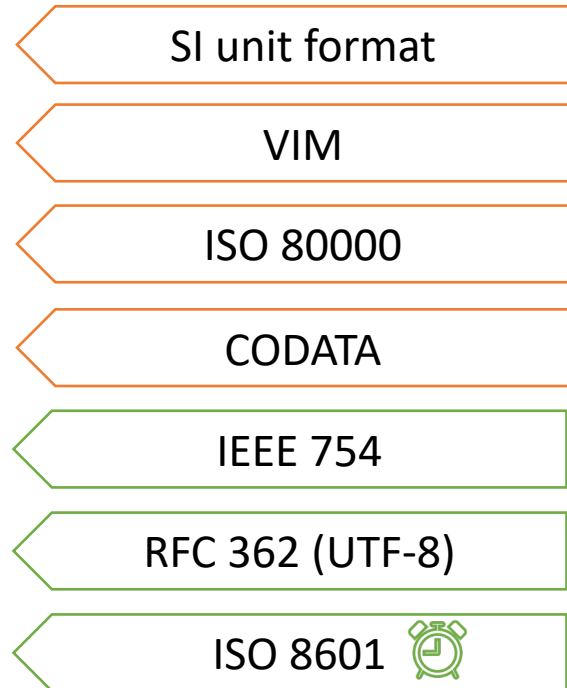 SI unit format
VIM
ISO 80000
CODATA
IEEE 754
RFC 362 (UTF-8)
ISO 8601